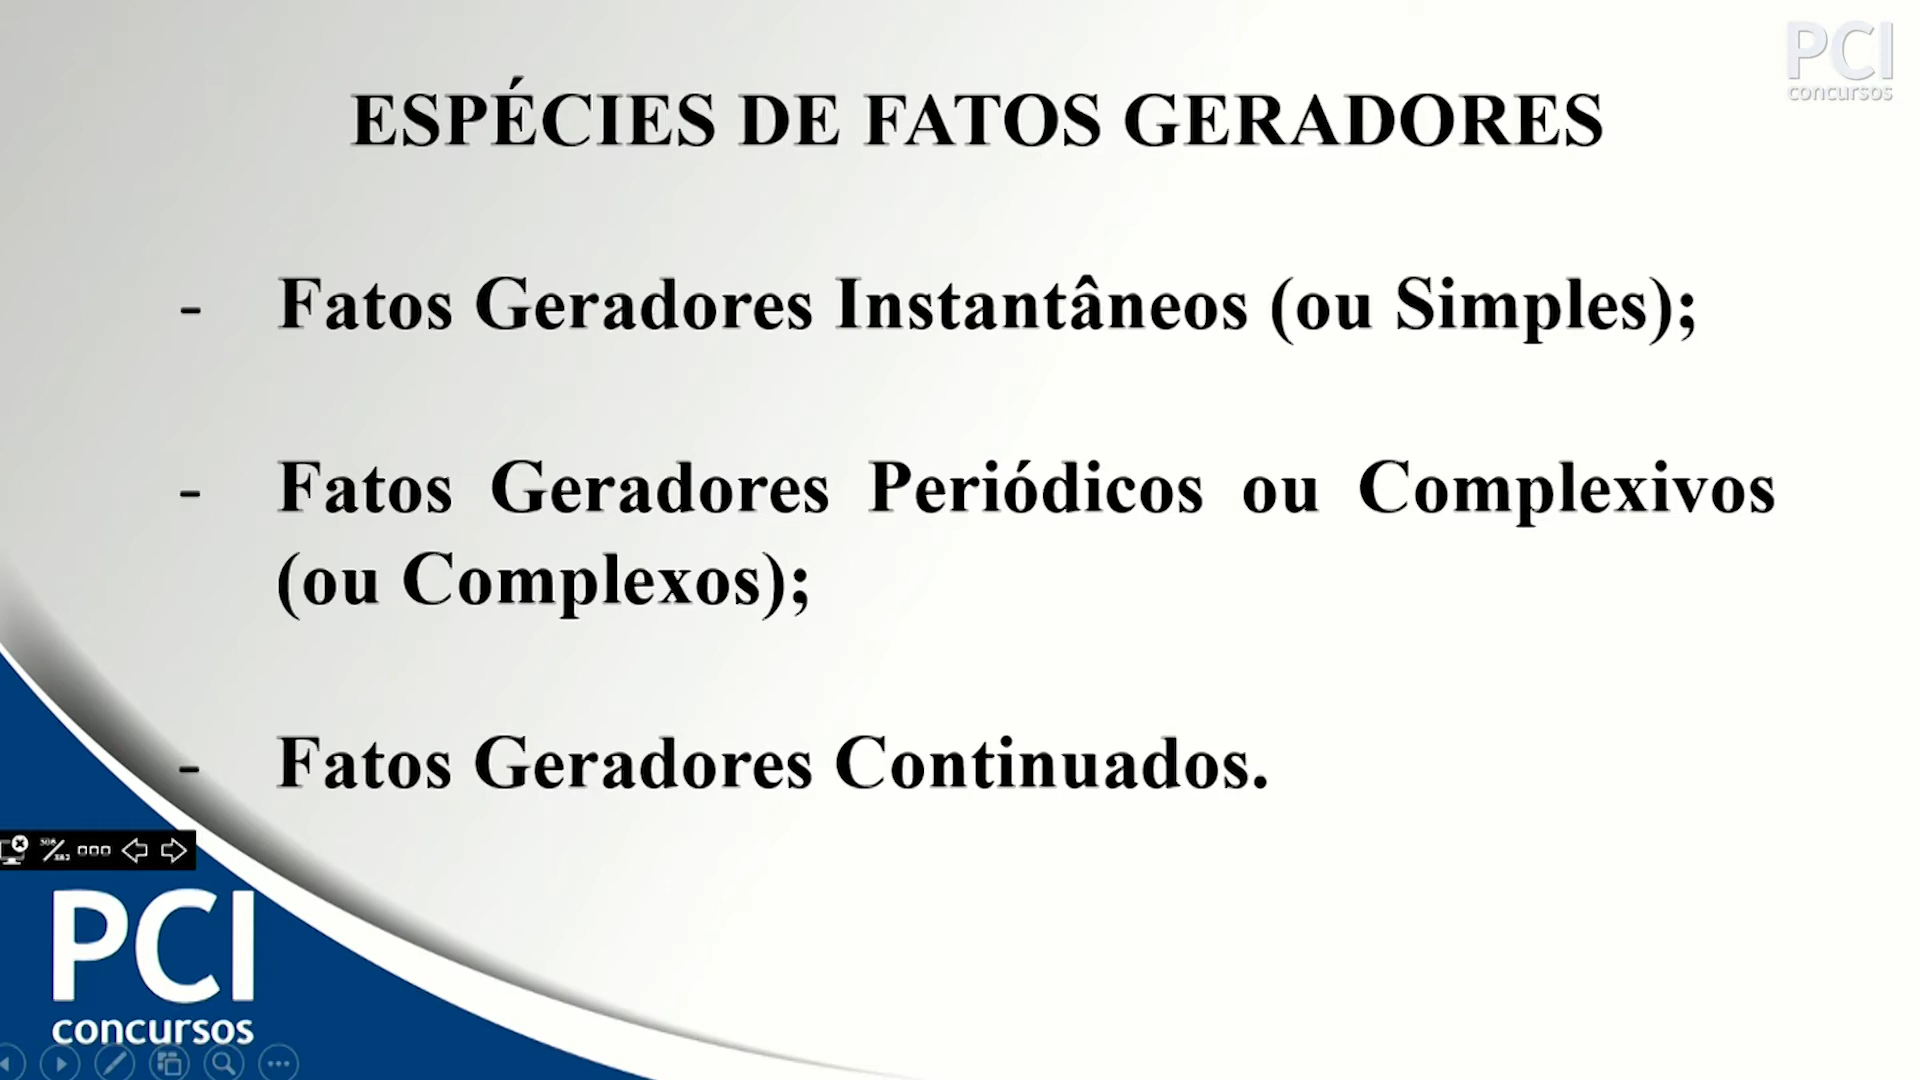 PCI
concursos
ESPÉCIES DE FATOS GERADORES
- Fatos Geradores Instantâneos (ou Simples);
- Fatos Geradores Periódicos ou Complexivos
(ou Complexos);
- Fatos Geradores Continuados.
PCI
concursos